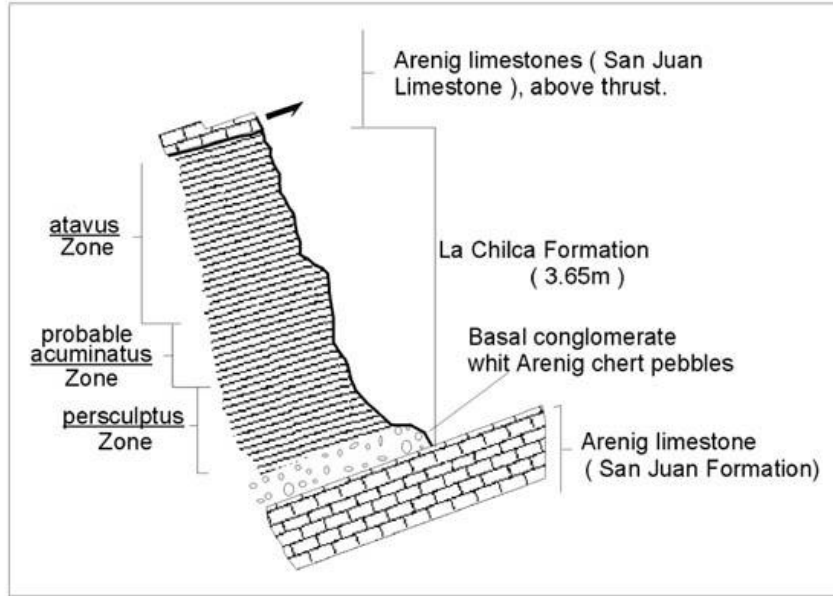 Arenig limestones ( San Juan
Limestone ), above thrust.
atavus
Zone
La Chilca Formation
( 3.65m )
probable
acuminatus
Zone
Basal conglomerate
whit Arenig chert pebbles
persculptus
Zone
Arenig limestone
( San Juan Formation)